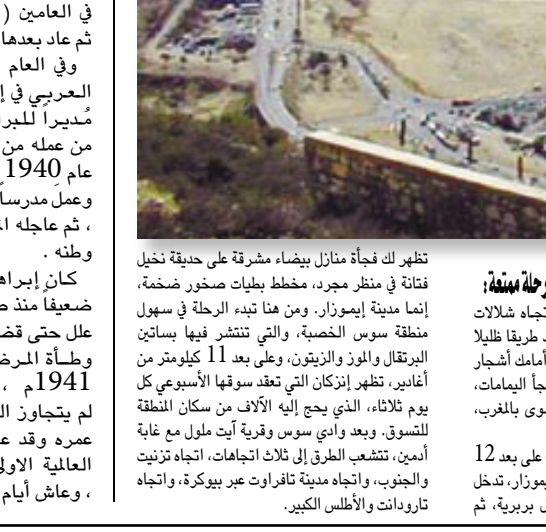 رحلة ممتعة :
تجاه شلالات
طريقا ظليلا
أمامك أشجار
جأ اليمامات،
سوى بالمغرب،
على بعد 12
يموزار، تدخل
بربرية، ثم
تظهر لك فجأة منازل بيضاء مشرقة على حديقة نخيل
فتانة في منظر مجرد، مخطط بطيات صخور ضخمة،
إنما مدينة إيموزار. ومن هنا تبدء الرحلة في سهول
منطقة سوس الخصبة، والتي تنتشر فيها بساتين
البرتقال والموز والزيتون، وعلى بعد 11 كيلومتر من
أغادير، تظهر إنزكان التي تعقد سوقها الأسبوعي كل
يوم ثلاثاء، الذي يحج إليه الآلاف من سكان المنطقة
للتسوق. وبعد وادي سوس وقرية آيت ملول مع غابة
أدمين، تتشعب الطرق إلى ثلاث اتجاهات، اتجاه تزنيت
والجنوب، واتجاه مدينة تافراوت عبر بيوكرة، واتجاه
تارودانت والأطلس الكبير.
في العامين (
ثم عاد بعدها
وفي العام
العربي في إ
مُديراً للبرا
من عمله من
عام 1940
وعمل مدرسا
، ثم عاجله الم
وطنه .
كان إبراه
ضعيفاً منذ ص
علل حتى قض
وطأة المرض
1941م ،
لم يتجاوز ال
عمره وقد ع
العالمية الاولى
، وعاش أيام